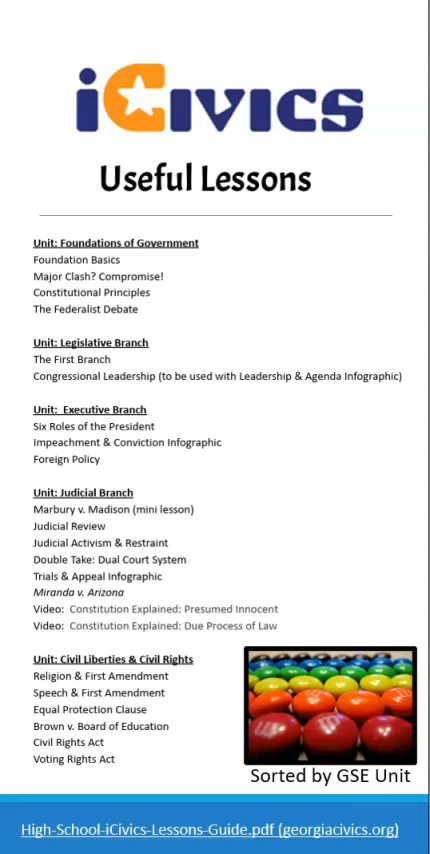 iCivics
Useful Lessons
Unit: Foundations of Government
Foundation Basics
Major Clash? Compromise!
Constitutional Principles
The Federalist Debate
Unit: Legislative Branch
The First Branch
Congressional Leadership (to be used with Leadership & Agenda Infographic)
Unit:  Executive Branch
Six Roles of the President
Impeachment & Conviction Infographic
Foreign Policy
Unit: Judicial Branch
Marbury v. Madison (mini lesson)
Judicial Review
Judicial Activism & Restraint
Double Take: Dual Court System
Trials & Appeal Infographic
Miranda v. Arizona
Video:  Constitution Explained: Presumed Innocent
Video:  Constitution Explained: Due Process of Law
Unit: Civil Liberties & Civil Rights
Religion & First Amendment
Speech & First Amendment
Equal Protection Clause
Brown v. Board of Education
Civil Rights Act
Voting Rights Act
Sorted by GSE Unit
High-School-iCivics-Lessons-Guide.pdf (georgiacivics.org)